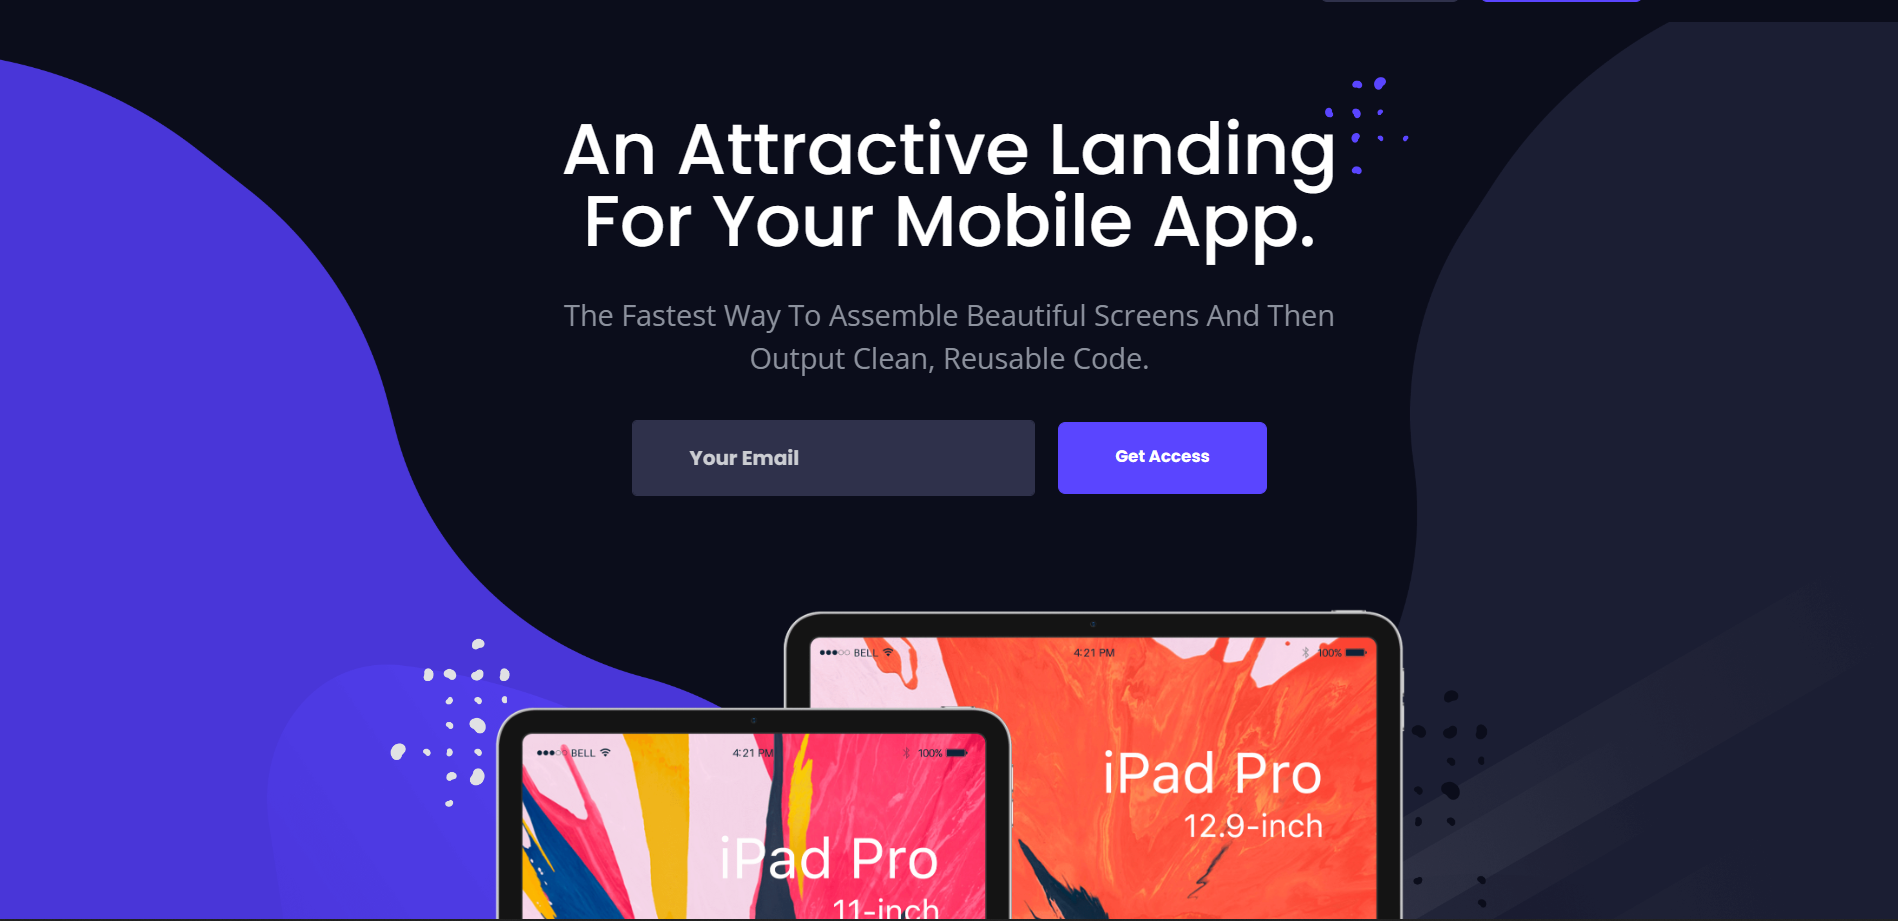 An Attractive Landing
For Your Mobile App.
The Fastest Way To Assemble Beautiful Screens And Then
Output Clean, Reusable Code.
Your Email
Get Access
BELL
4:21 PM
100%
iPad Pro
12.9-inch
BELL
4:21 PM
100%
iPad Pro
11-inch